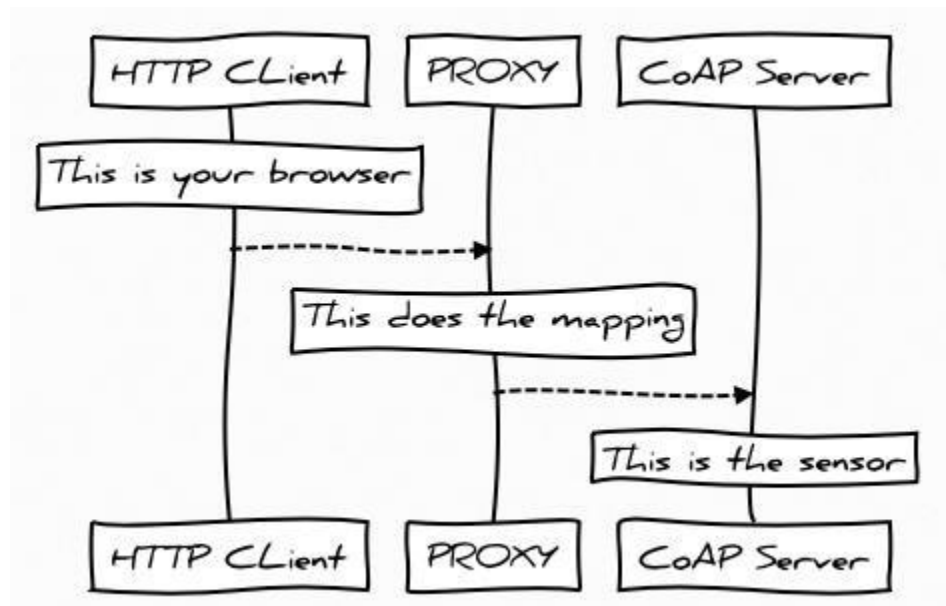 HTTP CLient
PROXY
CoAP Server
This is your browser
This does the mapping
This is the sensor
HTTP CLient
PROXY
CoAP Server